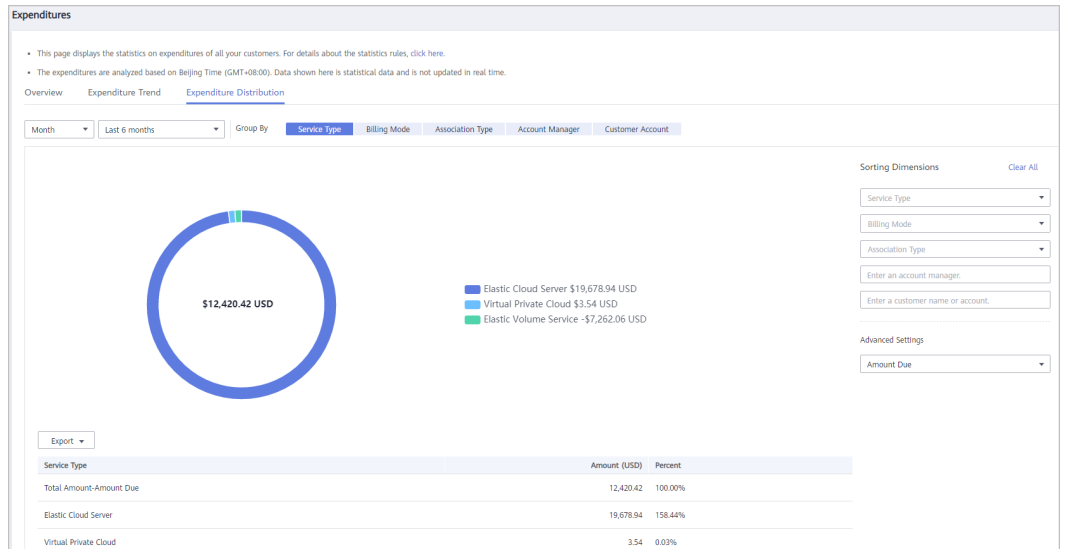 Expenditures
This page displays the statistics on expenditures of all your customers. For details about the statistics rules, click here.
The expenditures are analyzed based on Beijing Time (GMT+08:00). Data shown here is statistical data and is not updated in real time.
Overview Expenditure Trend Expenditure Distribution
Month Last 6 months Group By Service Type Billing Mode Association Type Account Manager Customer Account
Sorting Dimensions Clear All
Service Type
Billing Mode
Association Type
Enter an account manager.
Enter a customer name or account.
Advanced Settings
Amount Due
$12,420.42 USD
Elastic Cloud Server $19,678.94 USD
Virtual Private Cloud $3.54 USD
Elastic Volume Service -$7,262.06 USD
Export
Service Type Amount (USD) Percent
Total Amount-Amount Due 12,420.42 100.00%
Elastic Cloud Server 19,678.94 158.44%
Virtual Private Cloud 3.54 0.03%